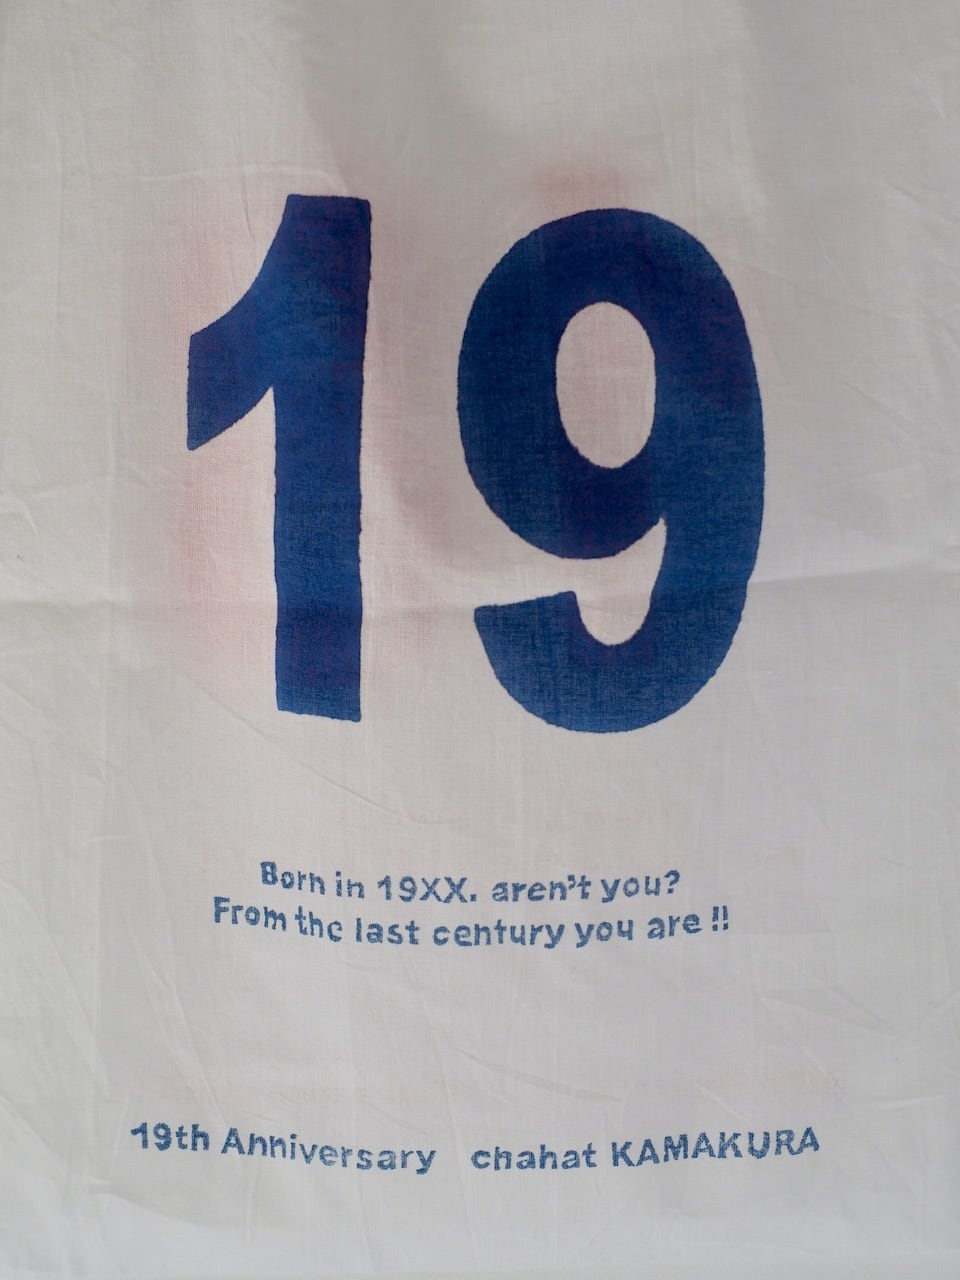 19
Born in 19XX. aren't you?
From the last century you are !!
19th Anniversary chahat KAMAKURA